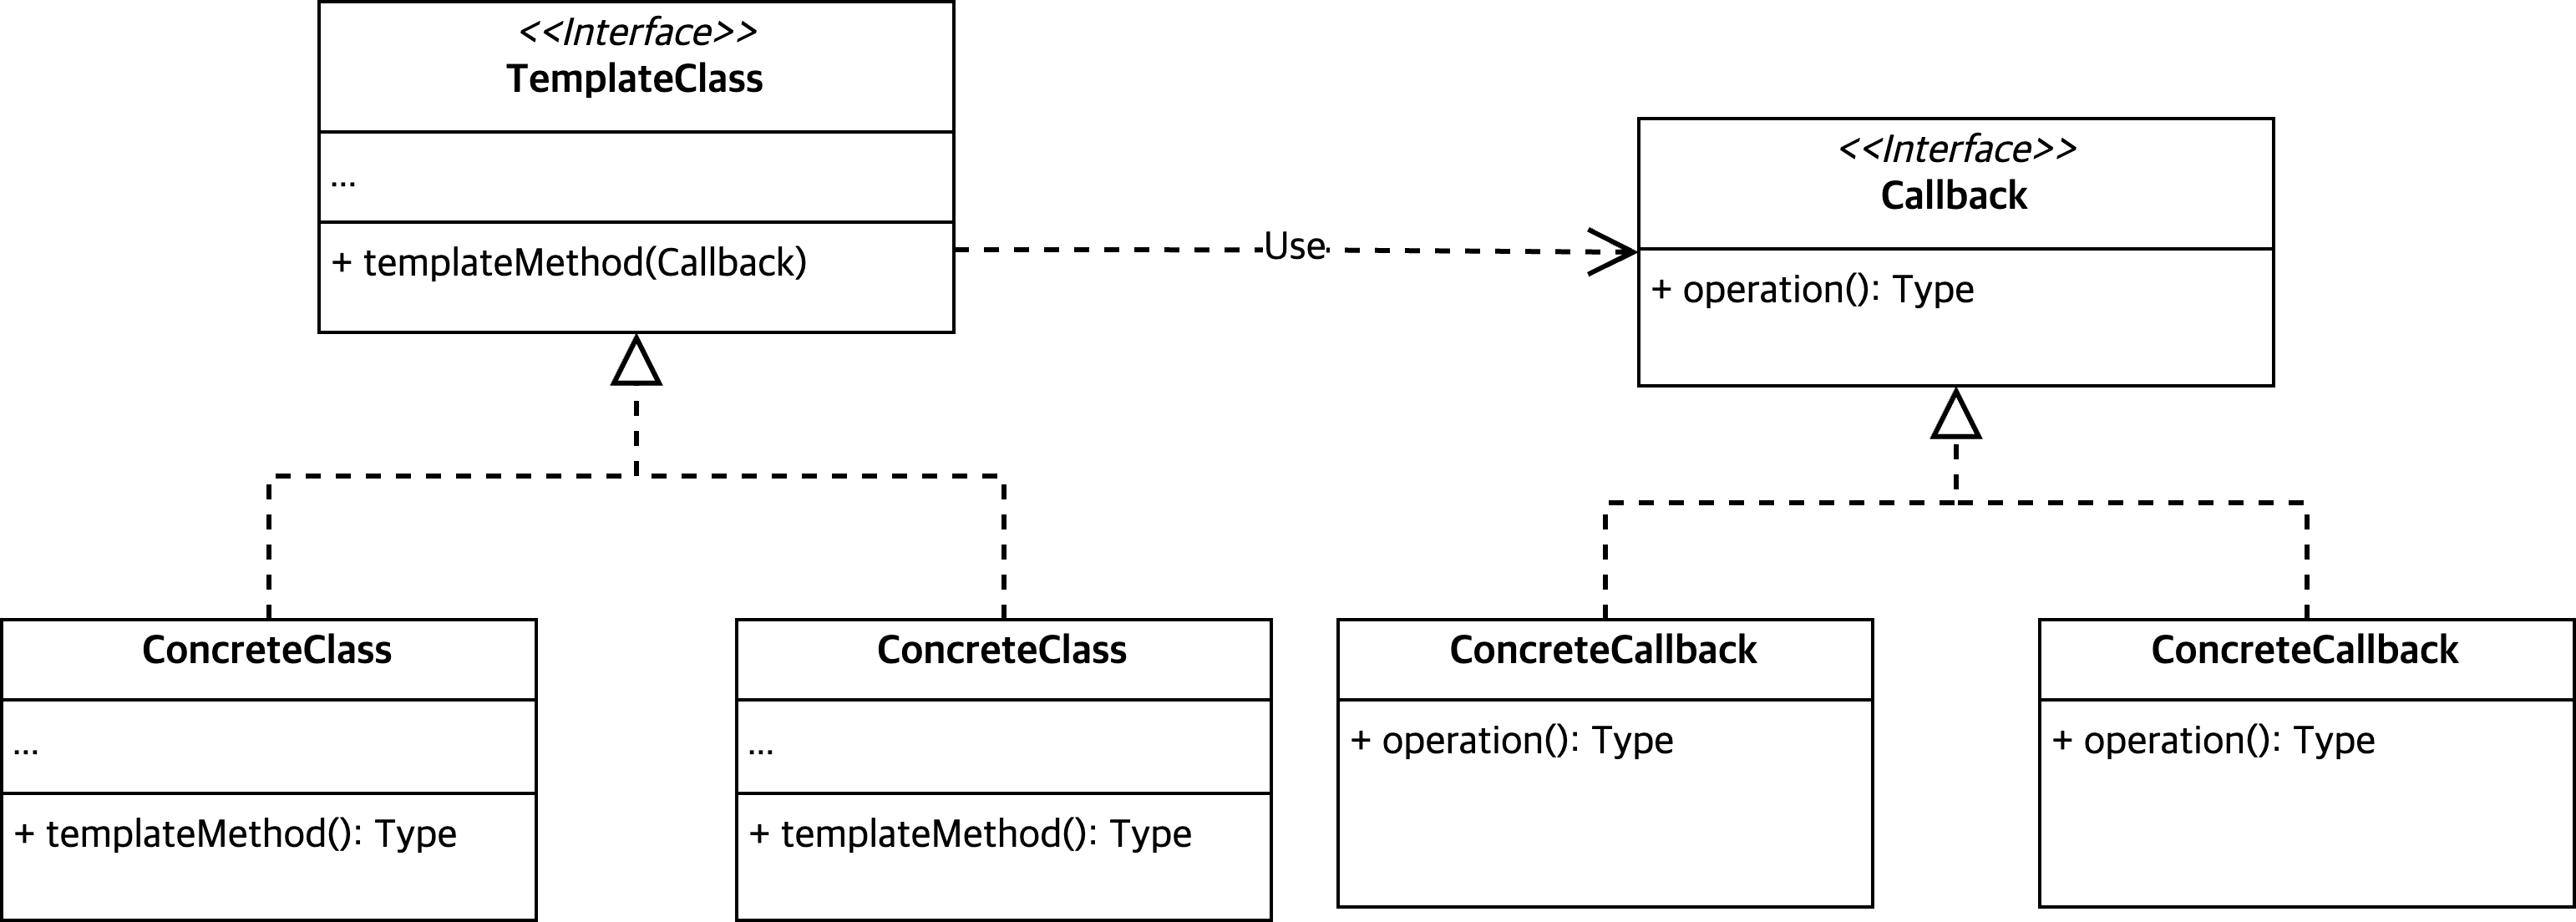 <<Interface>>
TemplateClass
...
+ templateMethod(Callback)
Use
<<Interface>>
Callback
+ operation(): Type
ConcreteClass
...
+ templateMethod(): Type
ConcreteClass
...
+ templateMethod(): Type
ConcreteCallback
+ operation(): Type
ConcreteCallback
+ operation(): Type